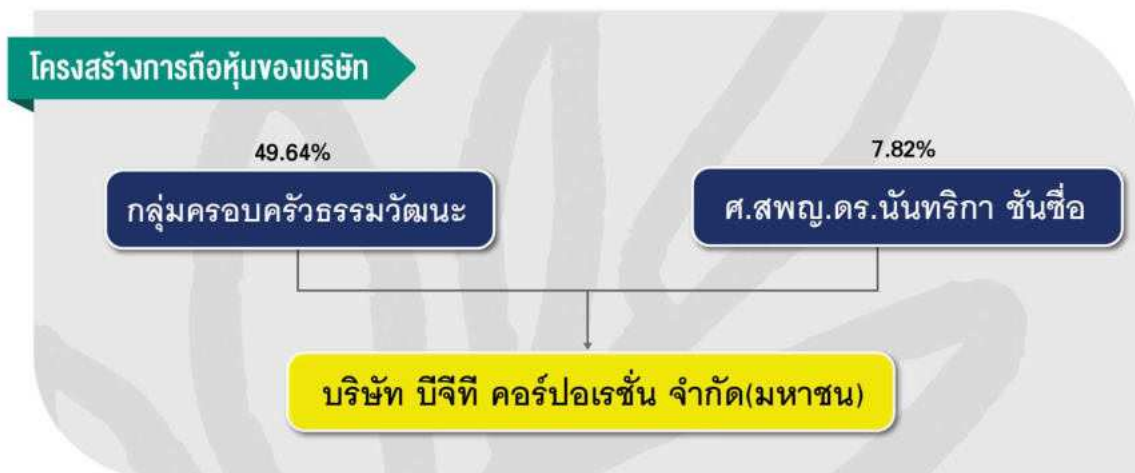 โครงสร้างการถือหุ้นของบริษัท
49.64%
7.82%
กลุ่มครอบครัวธรรมวัฒนะ
ศ.สพญ.ดร.นันทริกา ชันซื่อ
บริษัท บีจีที คอร์ปอเรชั่น จำกัด(มหาชน)